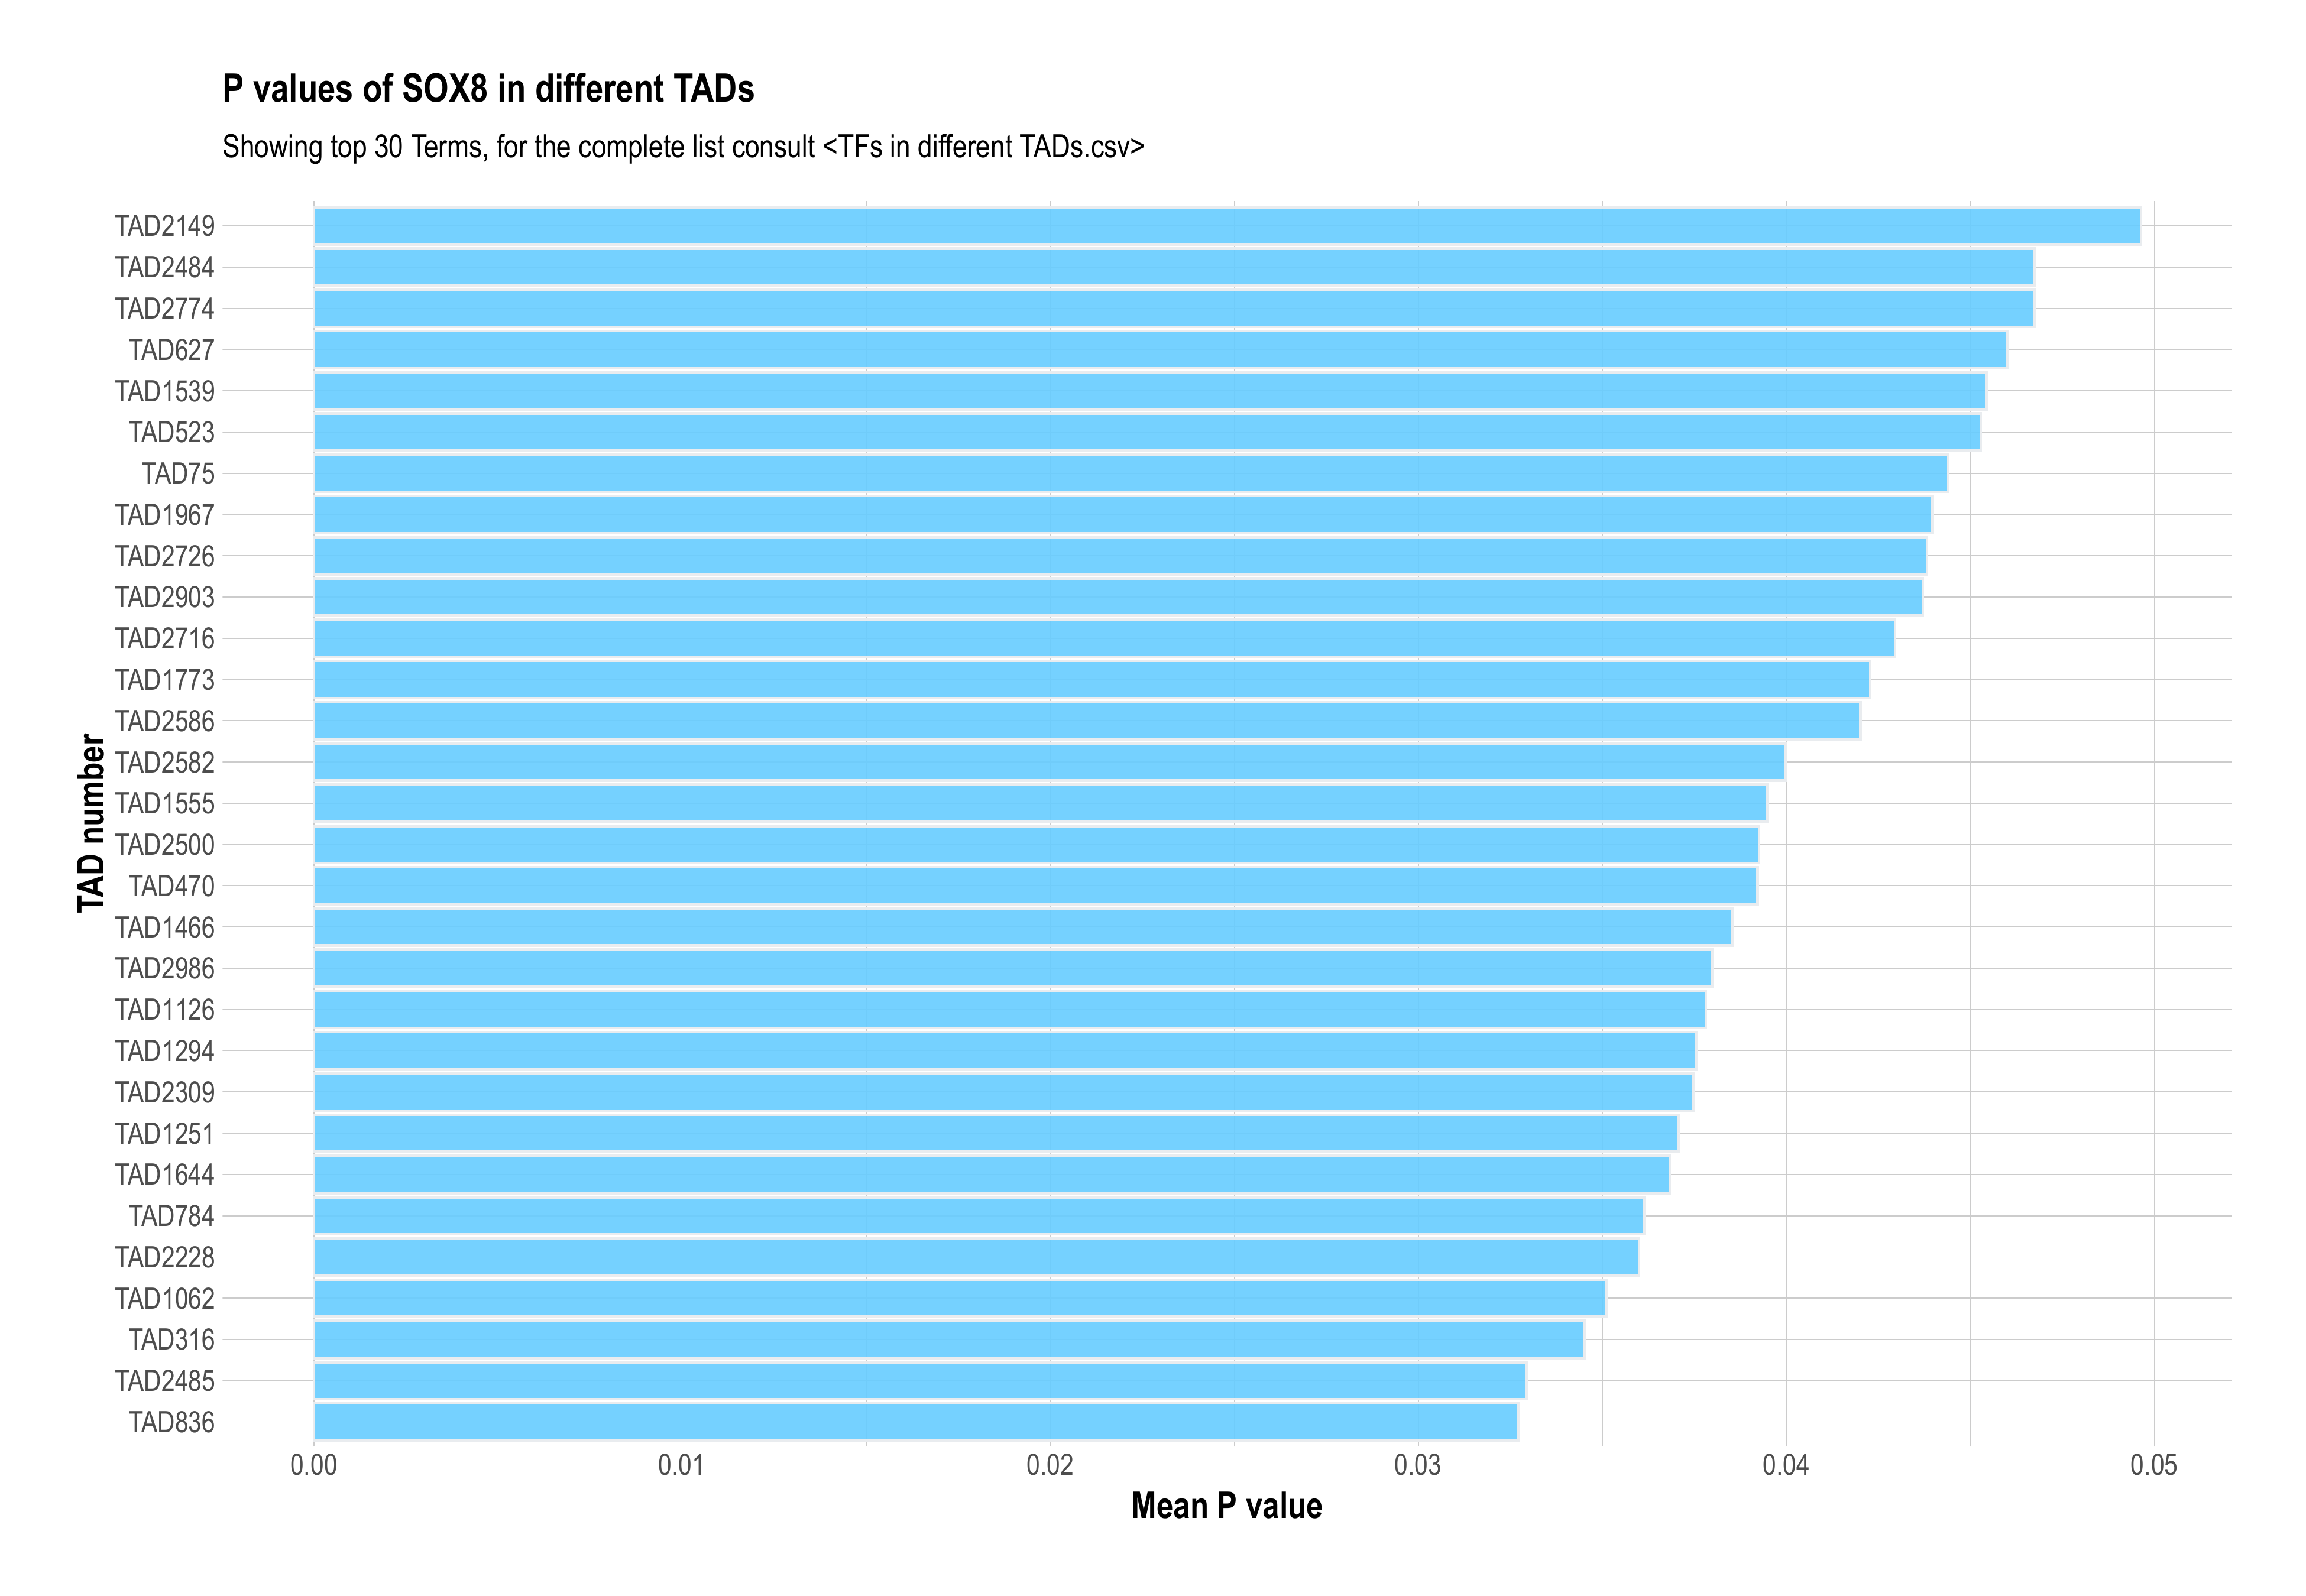 P values of SOX8 in different TADs
Showing top 30 Terms, for the complete list consult <TFs in different TADs.csv>
TAD number
TAD2149
TAD2484
TAD2774
TAD627
TAD1539
TAD523
TAD75
TAD1967
TAD2726
TAD2903
TAD2716
TAD1773
TAD2586
TAD2582
TAD1555
TAD2500
TAD470
TAD1466
TAD2986
TAD1126
TAD1294
TAD2309
TAD1251
TAD1644
TAD784
TAD2228
TAD1062
TAD316
TAD2485
TAD836
0.00 0.01 0.02 0.03 0.04 0.05
Mean P value